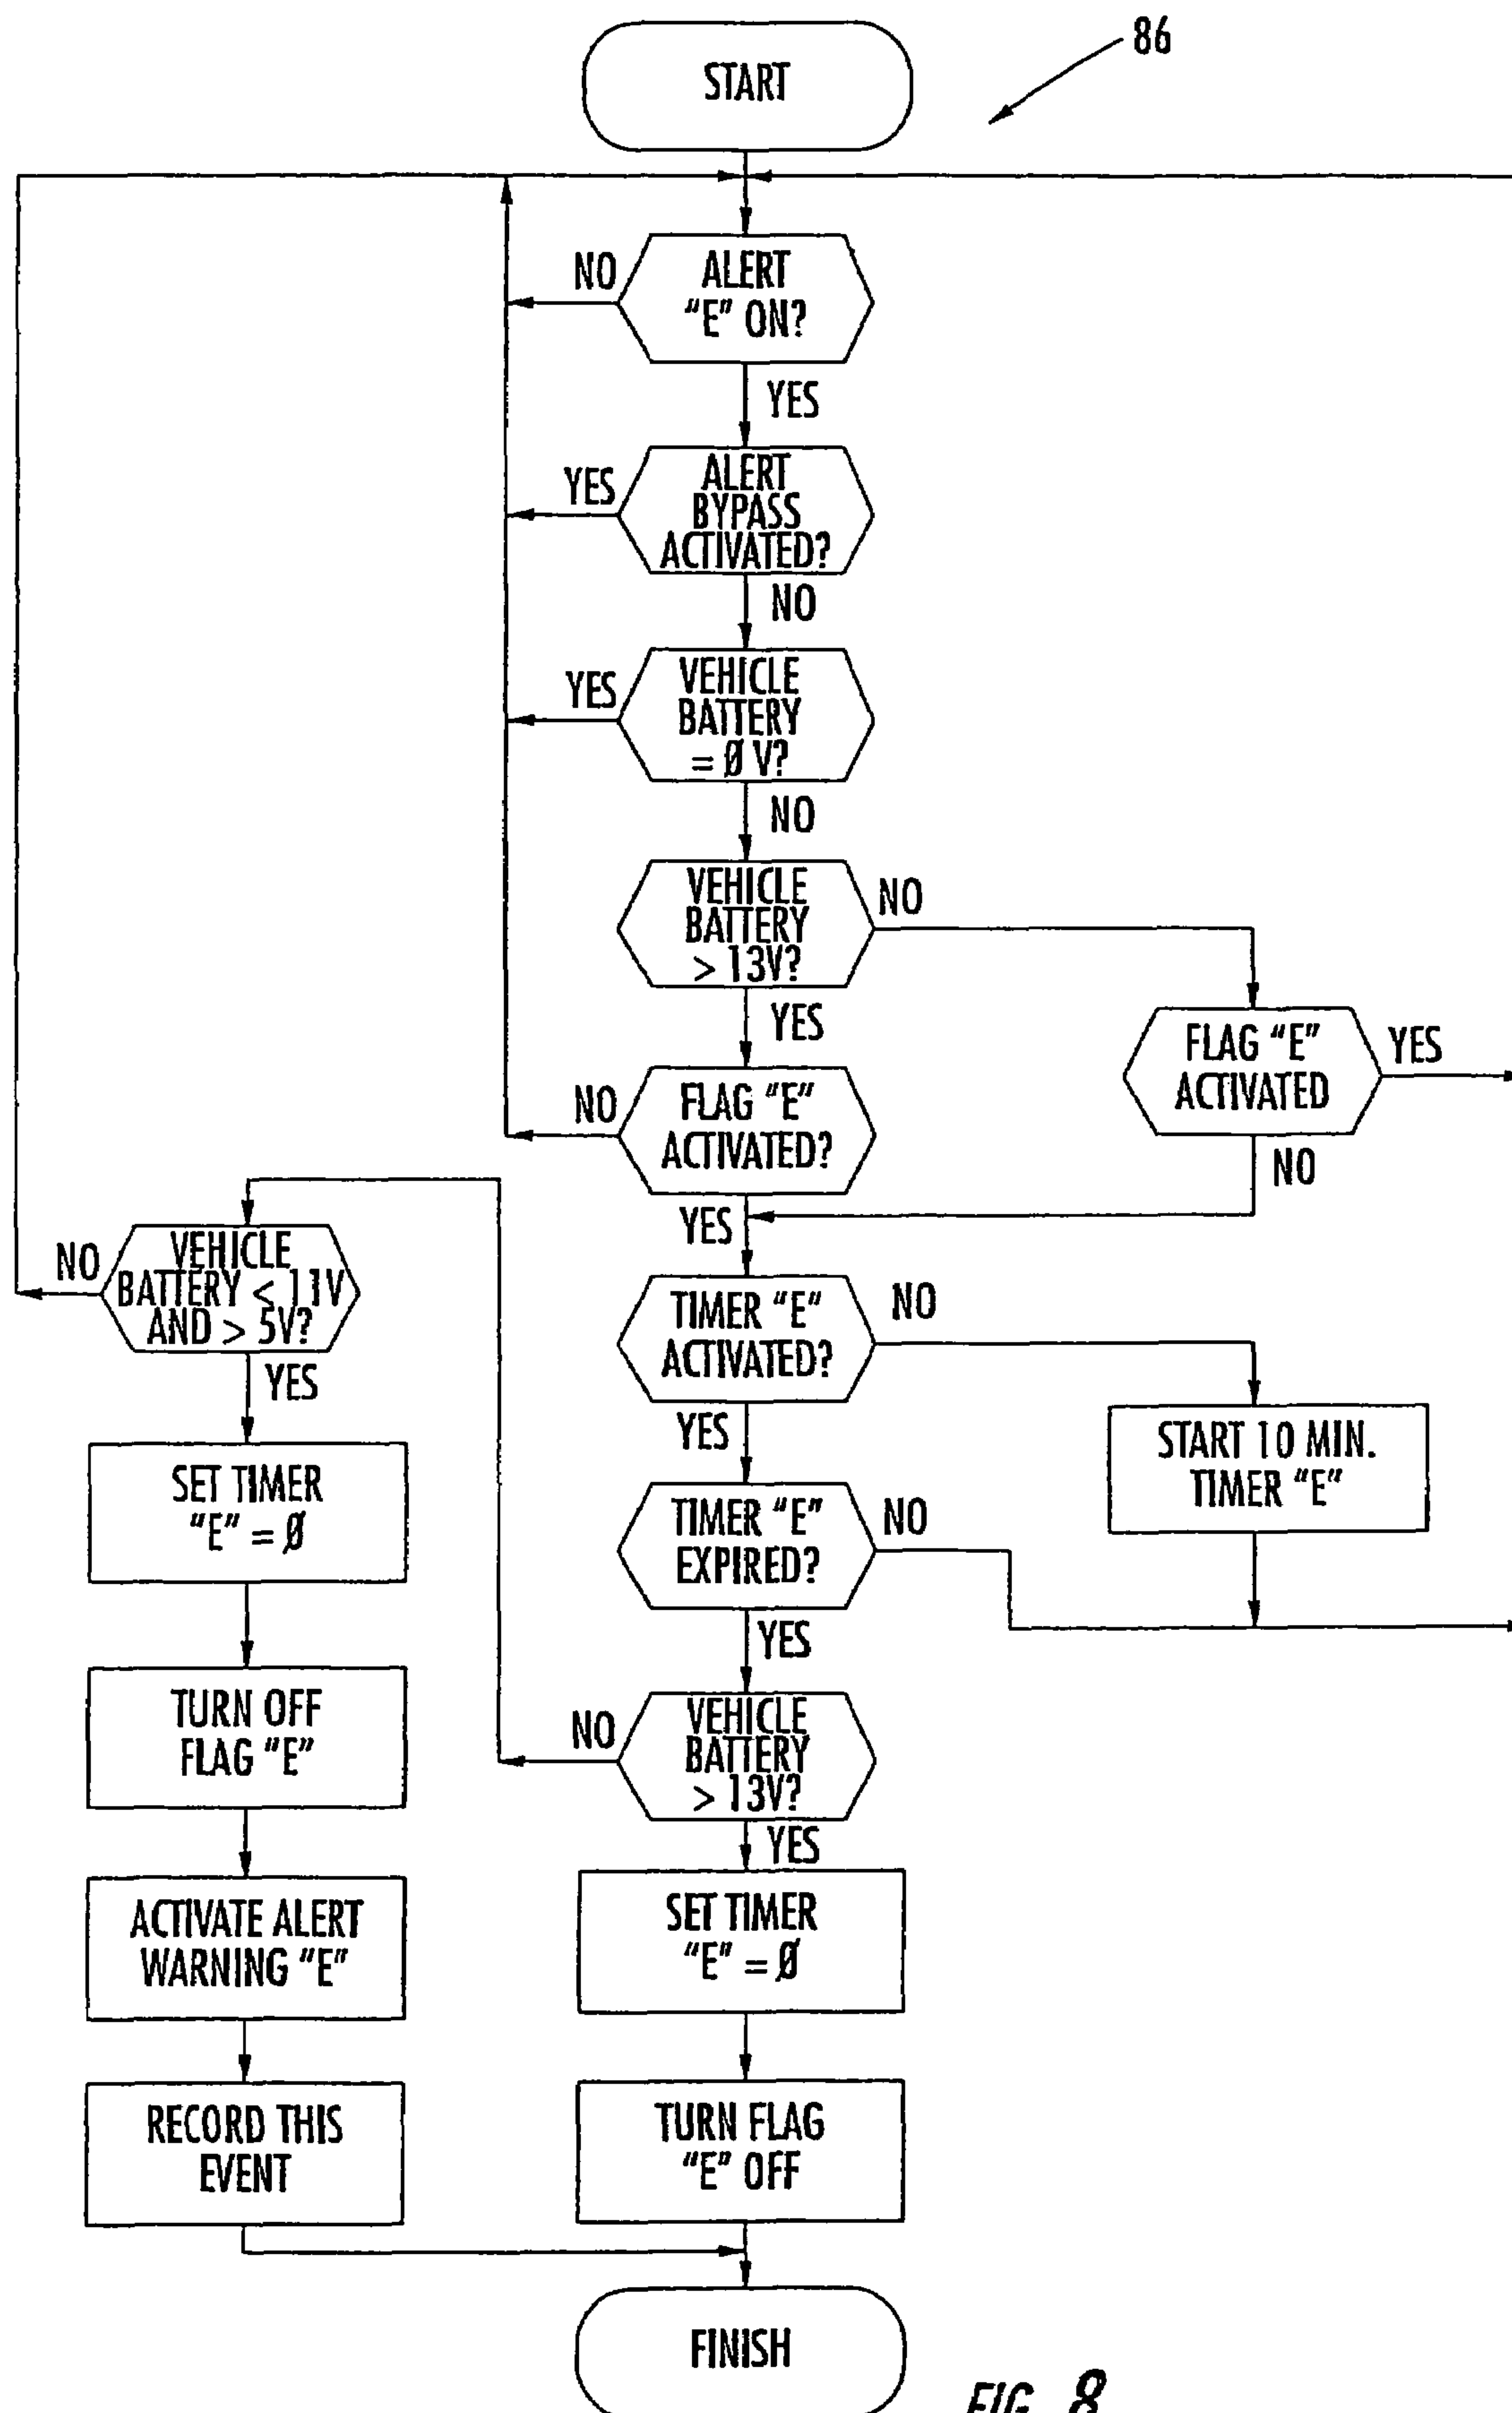 START
86
ALERT
"E" ON?
NO
YES
ALERT
BYPASS
ACTIVATED?
YES
NO
VEHICLE
BATTERY
= Ø V?
YES
NO
VEHICLE
BATTERY
> 13V?
NO
YES
FLAG "E"
ACTIVATED
YES
NO
FLAG "E"
ACTIVATED?
NO
YES
VEHICLE
BATTERY < 11V
AND > 5V?
NO
YES
TIMER "E"
ACTIVATED?
NO
YES
START 10 MIN.
TIMER "E"
TIMER "E"
EXPIRED?
NO
YES
VEHICLE
BATTERY
> 13V?
NO
YES
SET TIMER
"E" = Ø
TURN OFF
FLAG "E"
ACTIVATE ALERT
WARNING "E"
RECORD THIS
EVENT
SET TIMER
"E" = Ø
TURN FLAG
"E" OFF
FINISH
FIG. 8